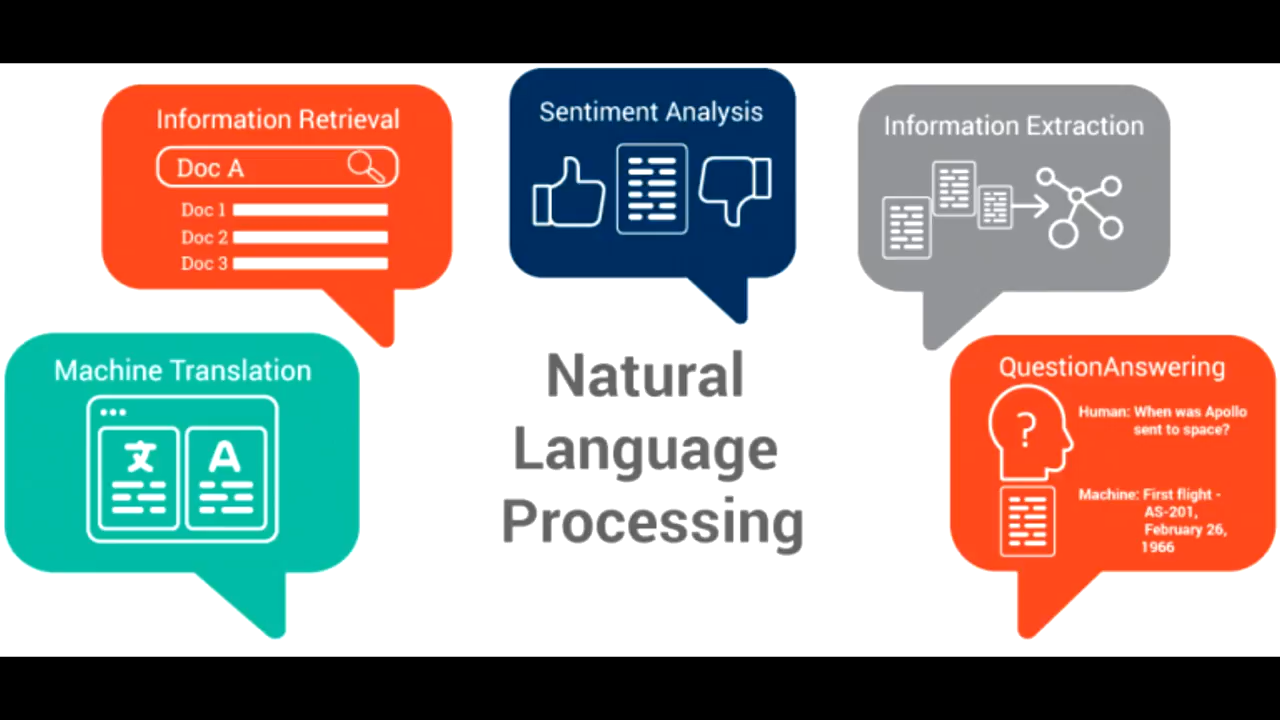 Information Retrieval
Doc A
Doc 1
Doc 2
Doc 3
Sentiment Analysis
Information Extraction
Machine Translation
文 A
Natural
Language
Processing
QuestionAnswering
?
Human: When was Apollo
sent to space?
Machine: First flight -
AS-201,
February 26,
1966